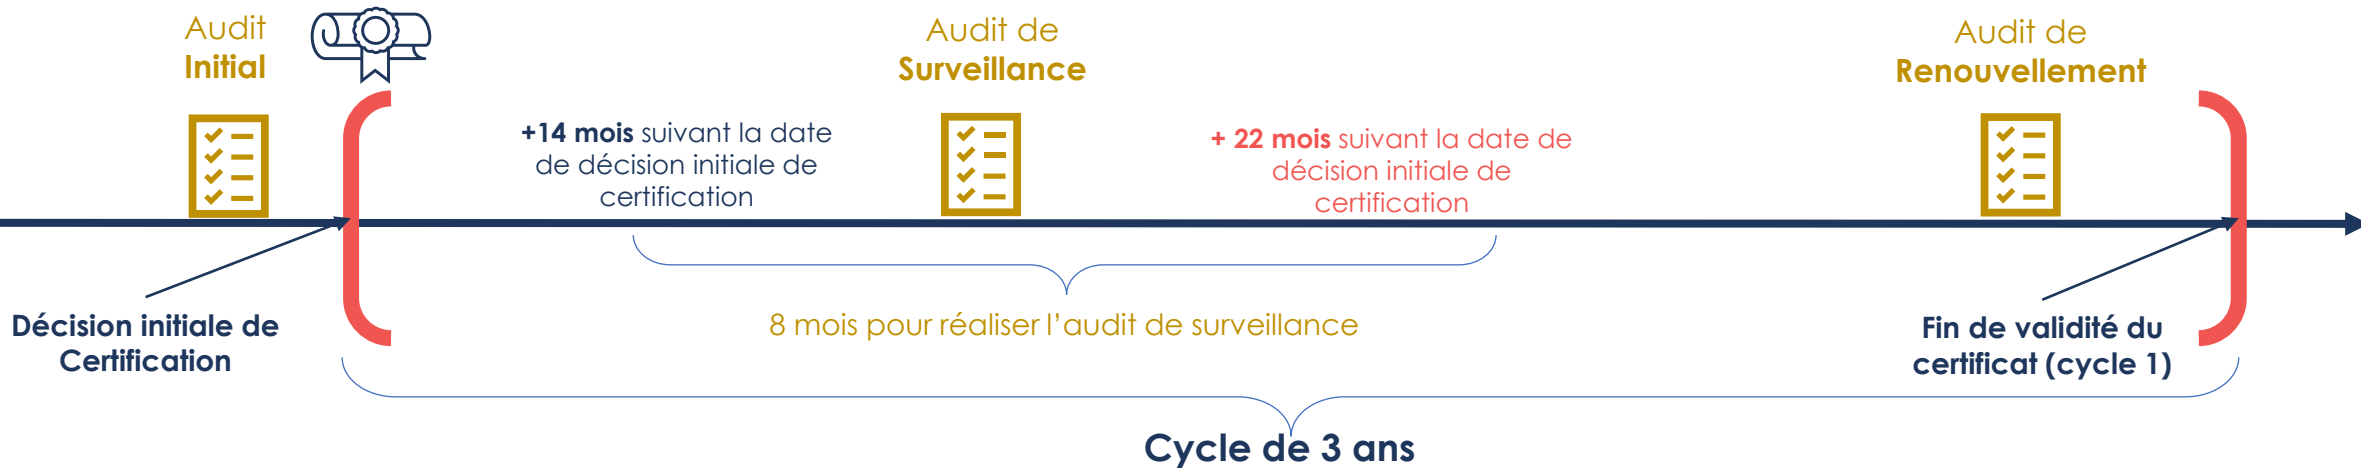 Audit
Initial
Audit de
Surveillance
Audit de
Renouvellement
+14 mois suivant la date
de décision initiale de
certification
+ 22 mois suivant la date de
décision initiale de
certification
Décision initiale de
Certification
8 mois pour réaliser l’audit de surveillance
Fin de validité du
certificat (cycle 1)
Cycle de 3 ans